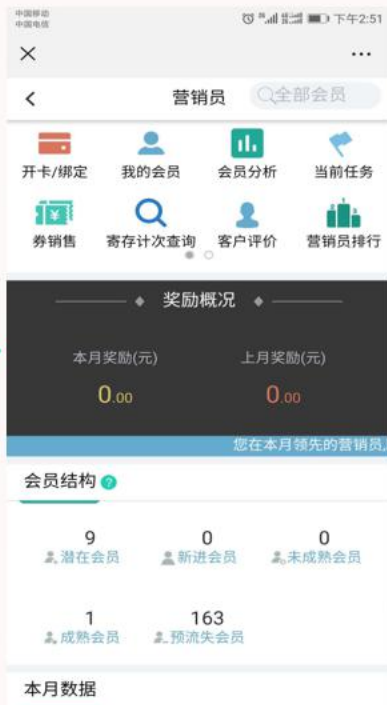 中国移动
中国电信
下午2:51
营销员
全部会员
开卡/绑定 我的会员 会员分析 当前任务
券销售 寄存计次查询 客户评价 营销员排行
奖励概况
本月奖励(元) 上月奖励(元)
0.00 0.00
您在本月领先的营销员,
会员结构
9 0 0
潜在会员 新进会员 未成熟会员
1 163
成熟会员 预流失会员
本月数据